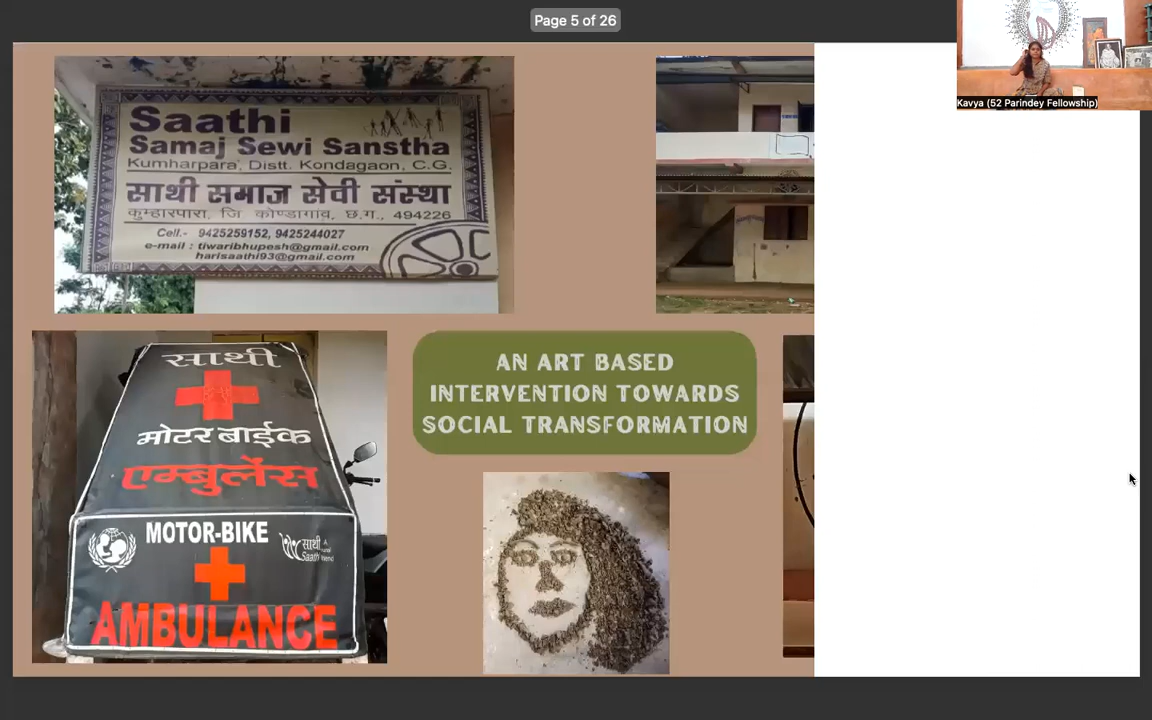 Page 5 of 26
Kavya (52 Parindey Fellowship)
Saathi
Samaj Sewi Sanstha
Kumharpara, Distt. Kondagaon, C.G.
साथी समाज सेवी संस्था
कुम्हारपारा, जि कोण्डागांव, छ.ग., 494226
Cell.- 9425259152, 9425244027
e-mail : tiwaribhupesh@gmail.com
harisaathi93@gmail.com
साथी
मोटर बाईक
एम्बुलेंस
MOTOR-BIKE
साथी
Saathi
AMBULANCE
AN ART BASED
INTERVENTION TOWARDS
SOCIAL TRANSFORMATION